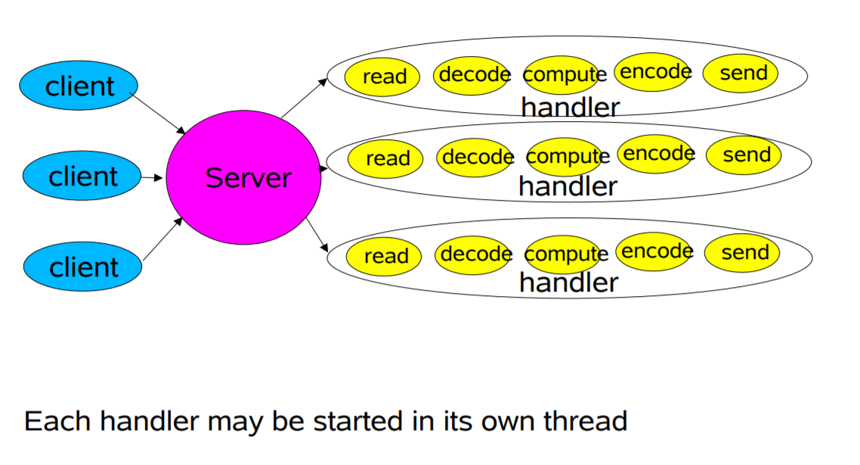 client
client
client
Server
read decode compute encode send
handler
read decode compute encode send
handler
read decode compute encode send
handler
Each handler may be started in its own thread